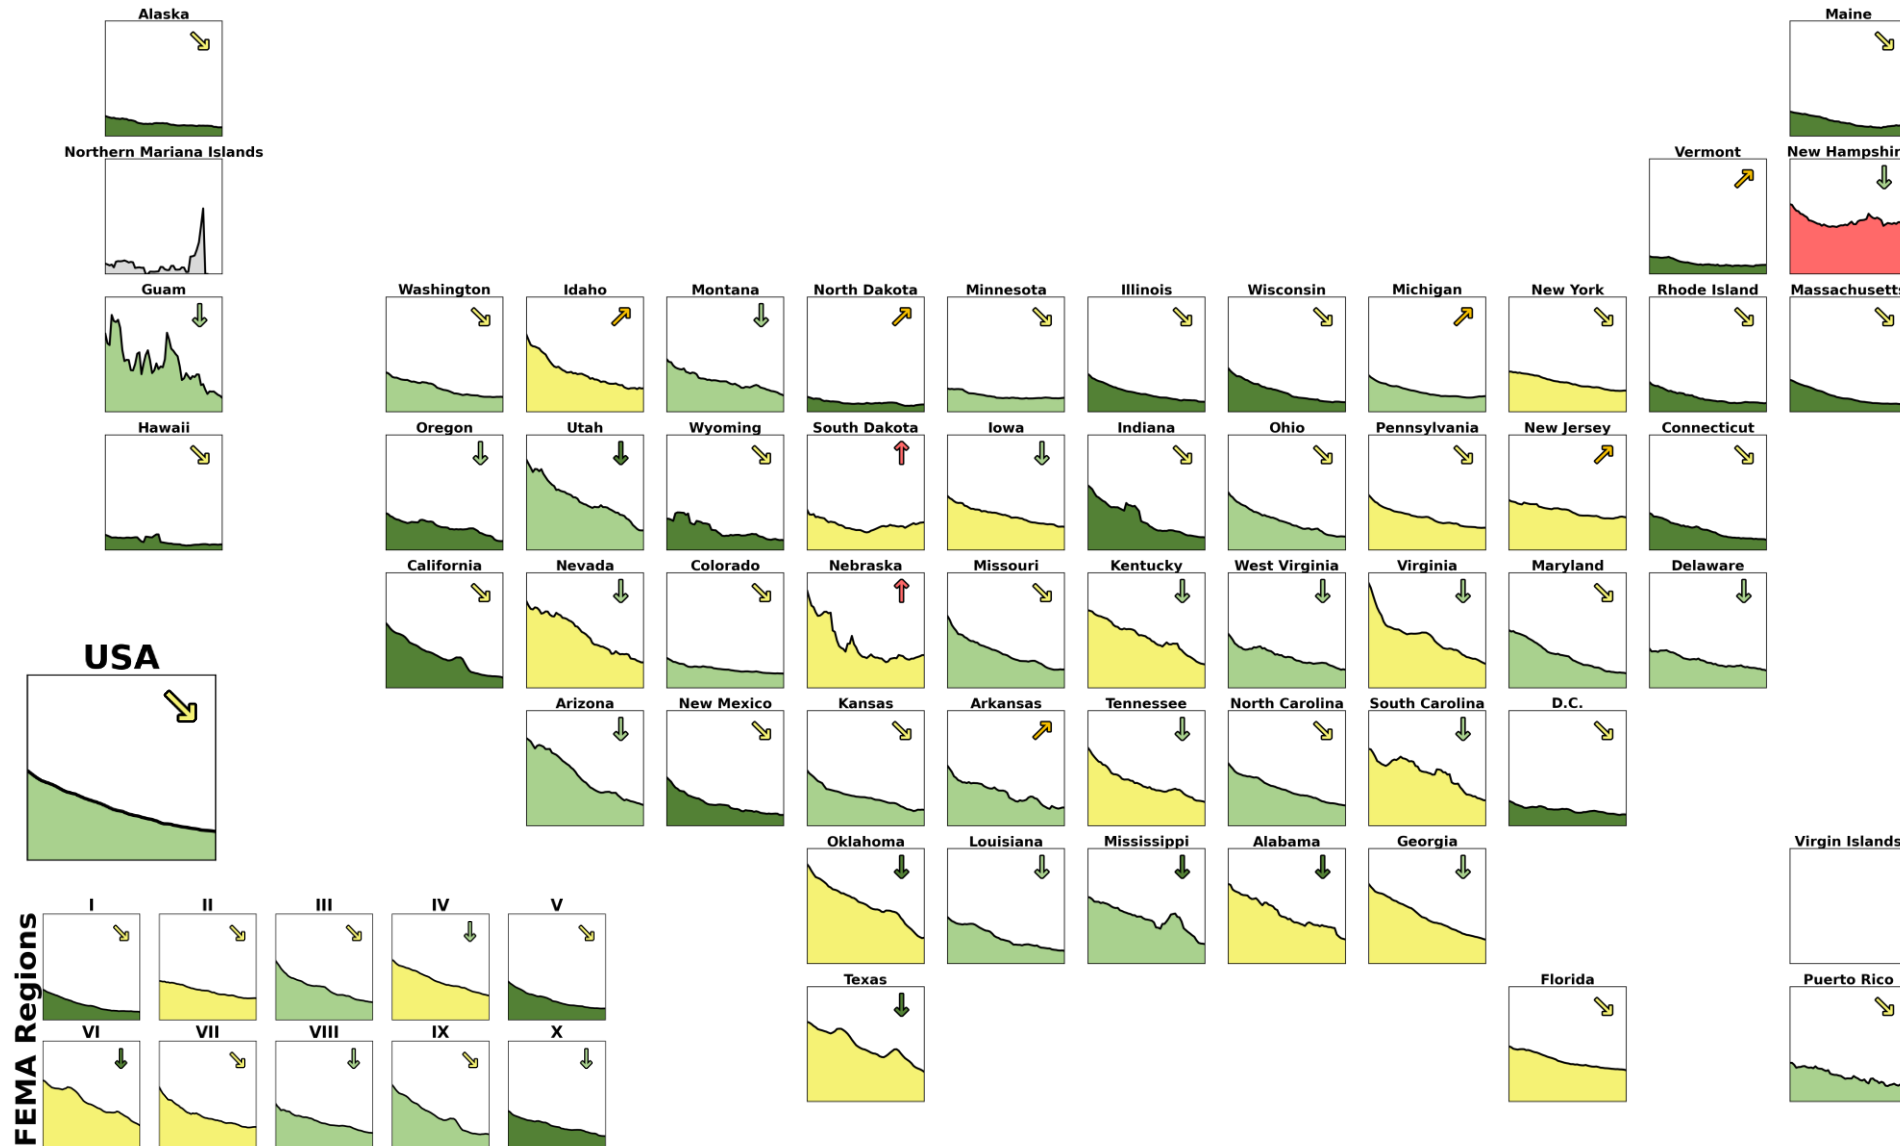 Alaska
Maine
Northern Mariana Islands
Vermont
New Hampshir
Guam
Washington
Idaho
Montana
North Dakota
Minnesota
Illinois
Wisconsin
Michigan
New York
Rhode Island
Massachusetts
Hawaii
Oregon
Utah
Wyoming
South Dakota
Iowa
Indiana
Ohio
Pennsylvania
New Jersey
Connecticut
California
Nevada
Colorado
Nebraska
Missouri
Kentucky
West Virginia
Virginia
Maryland
Delaware
USA
Arizona
New Mexico
Kansas
Arkansas
Tennessee
North Carolina
South Carolina
D.C.
Oklahoma
Louisiana
Mississippi
Alabama
Georgia
Virgin Islands
FEMA Regions
I
II
III
IV
V
Texas
Florida
Puerto Rico
VI
VII
VIII
IX
X